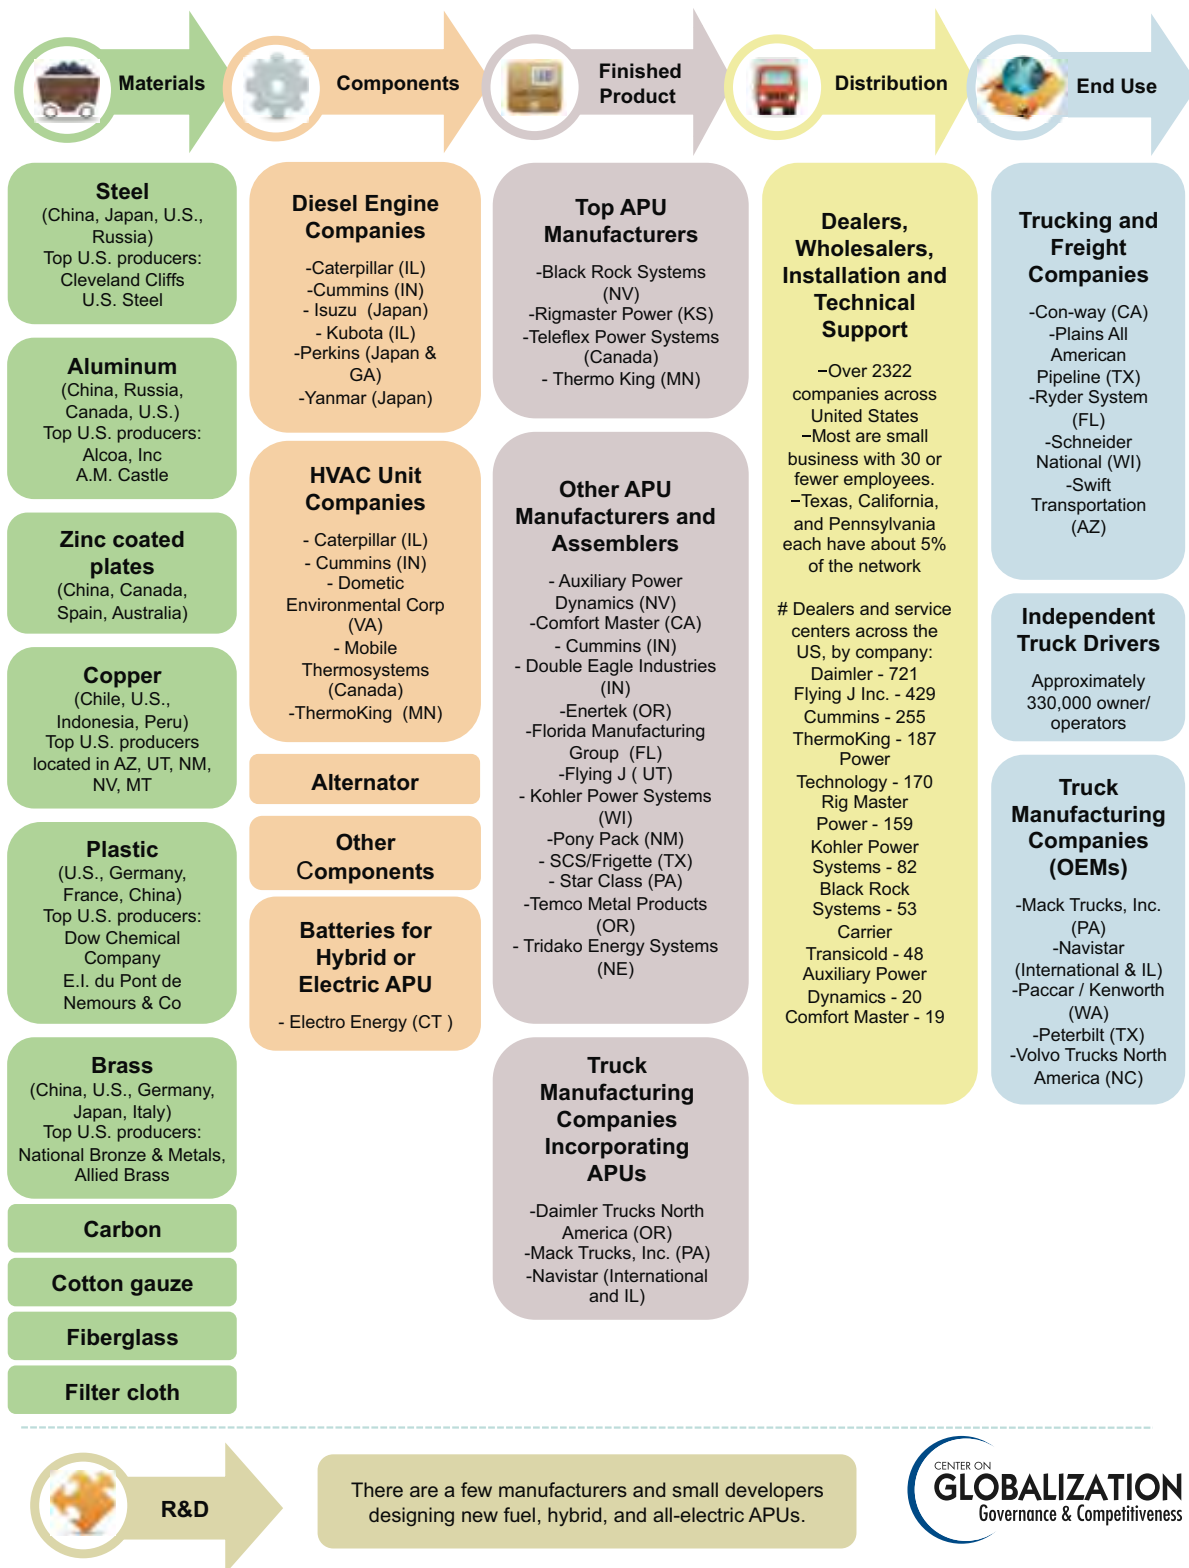 Materials
Components
Finished
Product
Distribution
End Use
Steel
(China, Japan, U.S.,
Russia)
Top U.S. producers:
Cleveland Cliffs
U.S. Steel
Aluminum
(China, Russia,
Canada, U.S.)
Top U.S. producers:
Alcoa, Inc
A.M. Castle
Zinc coated
plates
(China, Canada,
Spain, Australia)
Copper
(Chile, U.S.,
Indonesia, Peru)
Top U.S. producers
located in AZ, UT, NM,
NV, MT
Plastic
(U.S., Germany,
France, China)
Top U.S. producers:
Dow Chemical
Company
E.I. du Pont de
Nemours & Co
Brass
(China, U.S., Germany,
Japan, Italy)
Top U.S. producers:
National Bronze & Metals,
Allied Brass
Carbon
Cotton gauze
Fiberglass
Filter cloth
Diesel Engine
Companies
-Caterpillar (IL)
-Cummins (IN)
- Isuzu (Japan)
- Kubota (IL)
-Perkins (Japan &
GA)
-Yanmar (Japan)
HVAC Unit
Companies
- Caterpillar (IL)
- Cummins (IN)
- Dometic
Environmental Corp
(VA)
- Mobile
Thermosystems
(Canada)
-ThermoKing (MN)
Alternator
Other
Components
Batteries for
Hybrid or
Electric APU
- Electro Energy (CT )
Top APU
Manufacturers
-Black Rock Systems
(NV)
-Rigmaster Power (KS)
-Teleflex Power Systems
(Canada)
- Thermo King (MN)
Other APU
Manufacturers and
Assemblers
- Auxiliary Power
Dynamics (NV)
-Comfort Master (CA)
- Cummins (IN)
- Double Eagle Industries
(IN)
-Enertek (OR)
-Florida Manufacturing
Group (FL)
-Flying J ( UT)
- Kohler Power Systems
(WI)
-Pony Pack (NM)
- SCS/Frigette (TX)
- Star Class (PA)
-Temco Metal Products
(OR)
- Tridako Energy Systems
(NE)
Truck
Manufacturing
Companies
Incorporating
APUs
-Daimler Trucks North
America (OR)
-Mack Trucks, Inc. (PA)
-Navistar (International
and IL)
Dealers,
Wholesalers,
Installation and
Technical
Support
–Over 2322
companies across
United States
–Most are small
business with 30 or
fewer employees.
–Texas, California,
and Pennsylvania
each have about 5%
of the network
# Dealers and service
centers across the
US, by company:
Daimler - 721
Flying J Inc. - 429
Cummins - 255
ThermoKing - 187
Power
Technology - 170
Rig Master
Power - 159
Kohler Power
Systems - 82
Black Rock
Systems - 53
Carrier
Transicold - 48
Auxiliary Power
Dynamics - 20
Comfort Master - 19
Trucking and
Freight
Companies
-Con-way (CA)
-Plains All
American
Pipeline (TX)
-Ryder System
(FL)
-Schneider
National (WI)
-Swift
Transportation
(AZ)
Independent
Truck Drivers
Approximately
330,000 owner/
operators
Truck
Manufacturing
Companies
(OEMs)
-Mack Trucks, Inc.
(PA)
-Navistar
(International & IL)
-Paccar / Kenworth
(WA)
-Peterbilt (TX)
-Volvo Trucks North
America (NC)
R&D
There are a few manufacturers and small developers
designing new fuel, hybrid, and all-electric APUs.
CENTER ON
GLOBALIZATION
Governance & Competitiveness